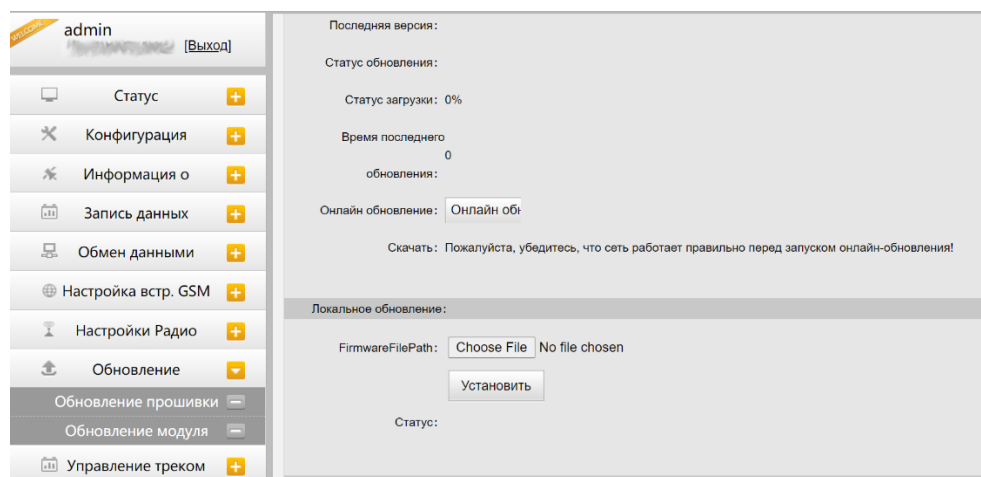 WELCOME
admin
[Выход]
Статус
Конфигурация
Информация о
Запись данных
Обмен данными
Настройка встр. GSM
Настройки Радио
Обновление
Обновление прошивки
Обновление модуля
Управление треком
Последняя версия:
Статус обновления:
Статус загрузки: 0%
Время последнего
0
обновления:
Онлайн обновление: Онлайн обн
Скачать: Пожалуйста, убедитесь, что сеть работает правильно перед запуском онлайн-обновления!
Локальное обновление:
FirmwareFilePath: Choose File No file chosen
Установить
Статус: